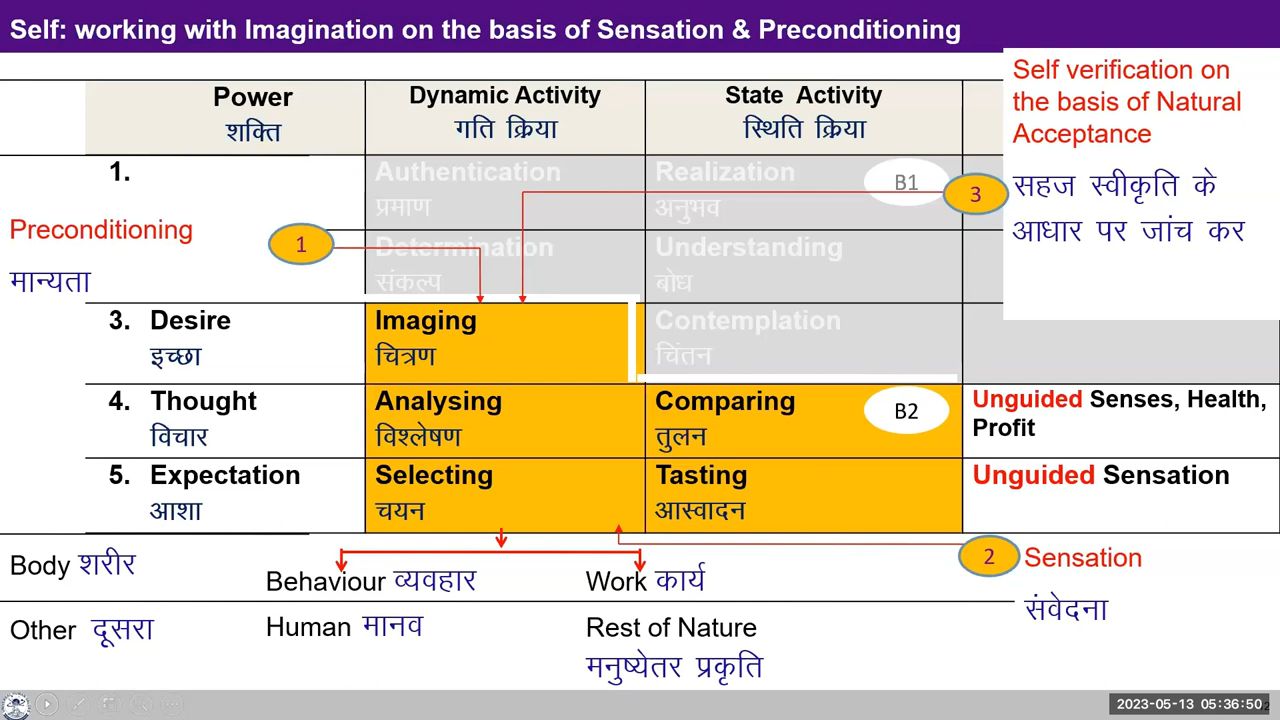 Self: working with Imagination on the basis of Sensation & Preconditioning
Self verification on
the basis of Natural
Acceptance
सहज स्वीकृति के
आधार पर जांच कर
Power
शक्ति
Dynamic Activity
गति क्रिया
State Activity
स्थिति क्रिया
1.
Authentication
प्रमाण
Realization
अनुभव
B1
3
Preconditioning
मान्यता
1
Determination
संकल्प
Understanding
बोध
3. Desire
इच्छा
Imaging
चित्रण
Contemplation
चिंतन
4. Thought
विचार
Analysing
विश्लेषण
Comparing
तुलन
B2
Unguided Senses, Health,
Profit
5. Expectation
आशा
Selecting
चयन
Tasting
आस्वादन
Unguided Sensation
Body शरीर
Behaviour व्यवहार
Work कार्य
2
Sensation
संवेदना
Other दूसरा
Human मानव
Rest of Nature
मनुष्येतर प्रकृति
2023-05-13 05:36:50